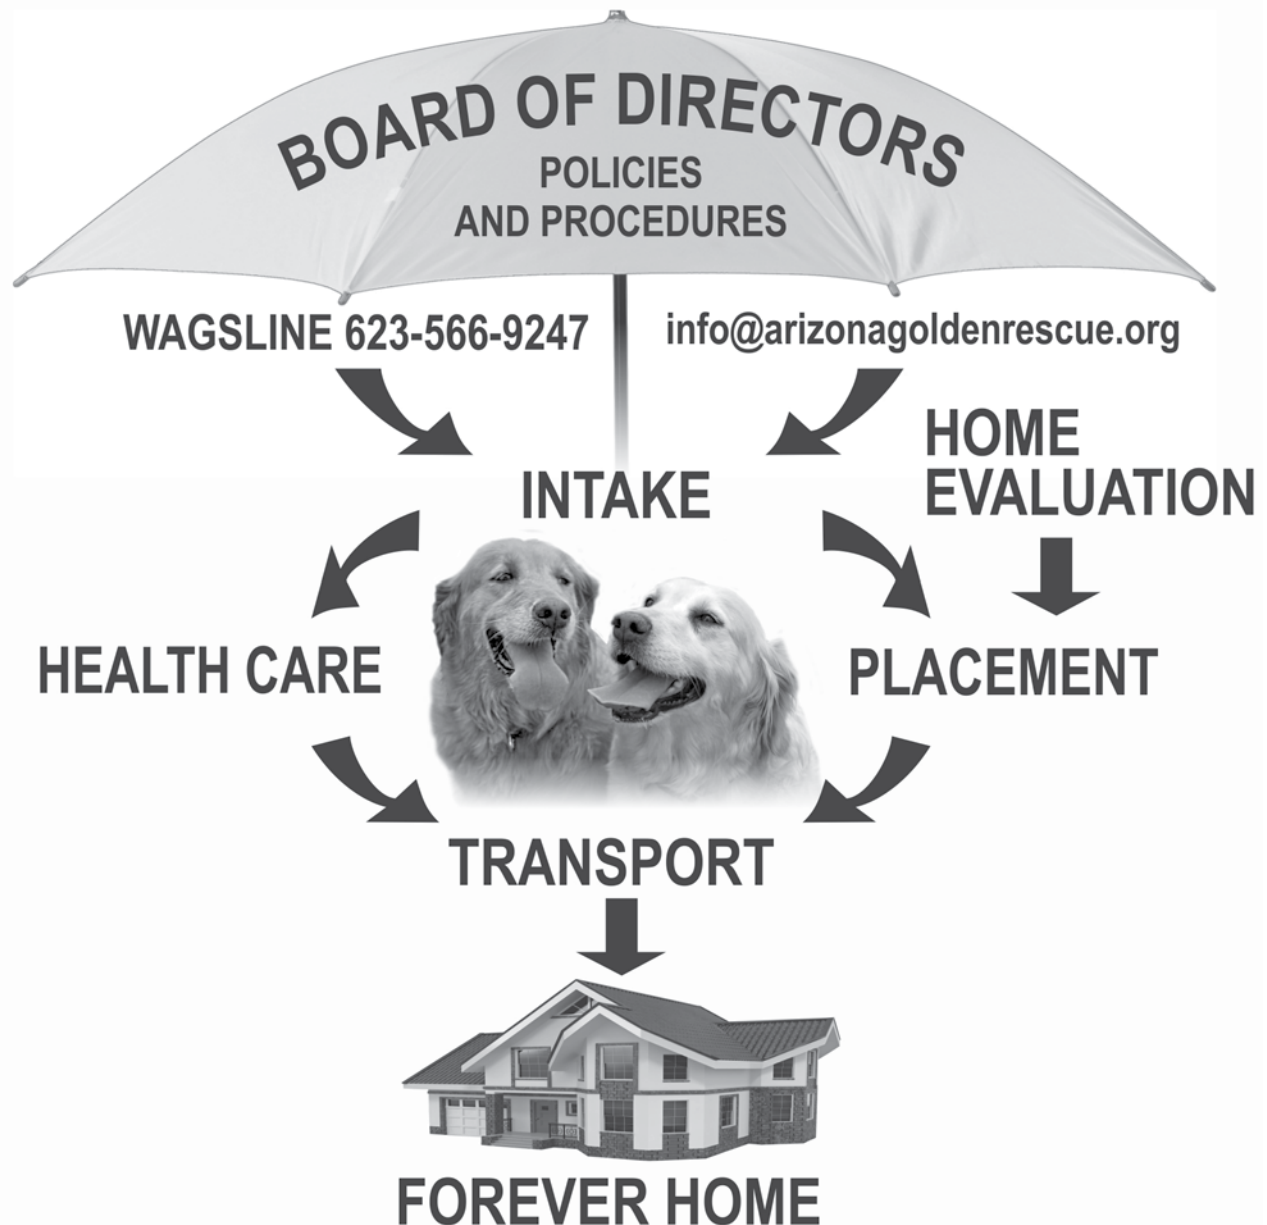 BOARD OF DIRECTORS
POLICIES
AND PROCEDURES
WAGSLINE 623-566-9247
info@arizonagoldenrescue.org
HOME
EVALUATION
INTAKE
HEALTH CARE
PLACEMENT
TRANSPORT
FOREVER HOME